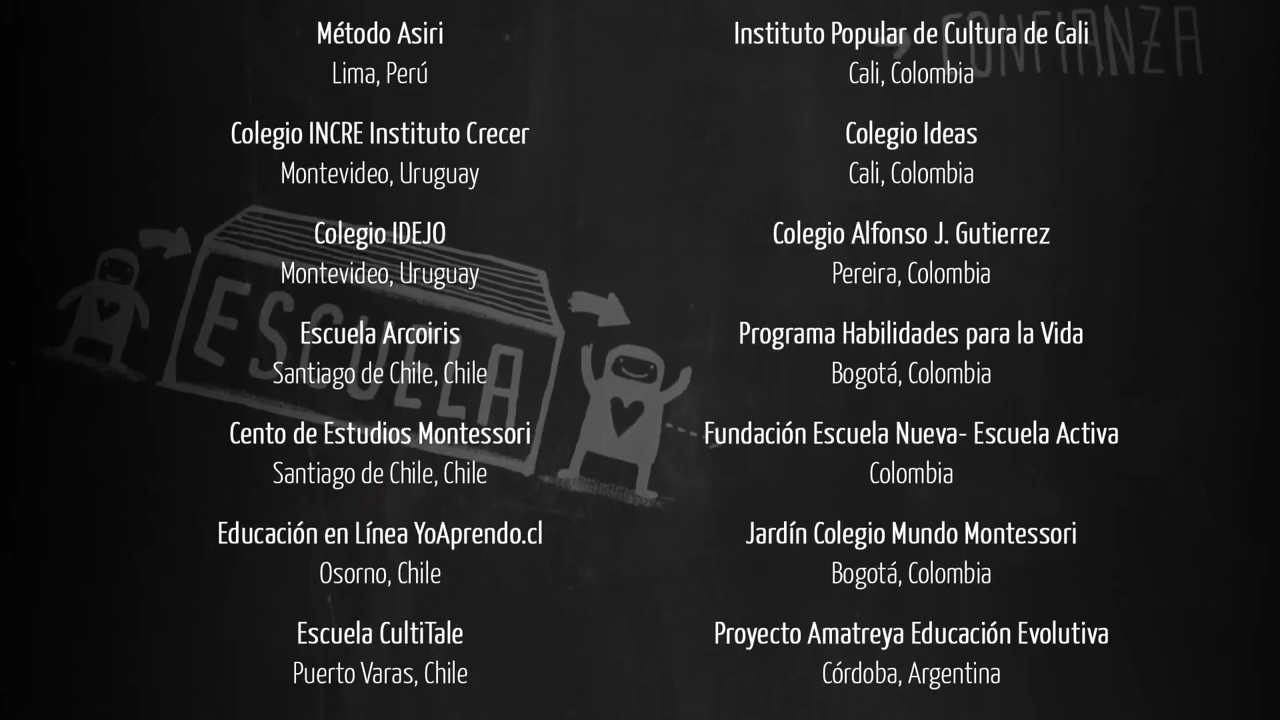 Método Asiri
Lima, Perú
Colegio INCRE Instituto Crecer
Montevideo, Uruguay
Colegio IDEJO
Montevideo, Uruguay
Escuela Arcoiris
Santiago de Chile, Chile
Cento de Estudios Montessori
Santiago de Chile, Chile
Educación en Línea YoAprendo.cl
Osorno, Chile
Escuela CultiTale
Puerto Varas, Chile
Instituto Popular de Cultura de Cali
Cali, Colombia
Colegio Ideas
Cali, Colombia
Colegio Alfonso J. Gutierrez
Pereira, Colombia
Programa Habilidades para la Vida
Bogotá, Colombia
Fundación Escuela Nueva- Escuela Activa
Colombia
Jardín Colegio Mundo Montessori
Bogotá, Colombia
Proyecto Amatreya Educación Evolutiva
Córdoba, Argentina
CONFIANZA
ESCUELA